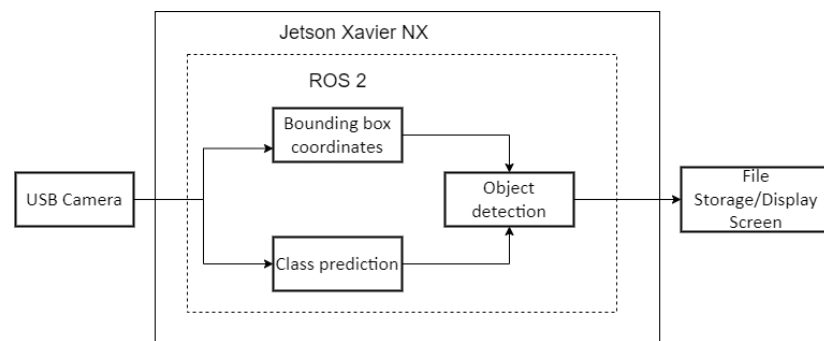 Jetson Xavier NX
ROS 2
Bounding box
coordinates
USB Camera
Object
detection
File
Storage/Display
Screen
Class prediction